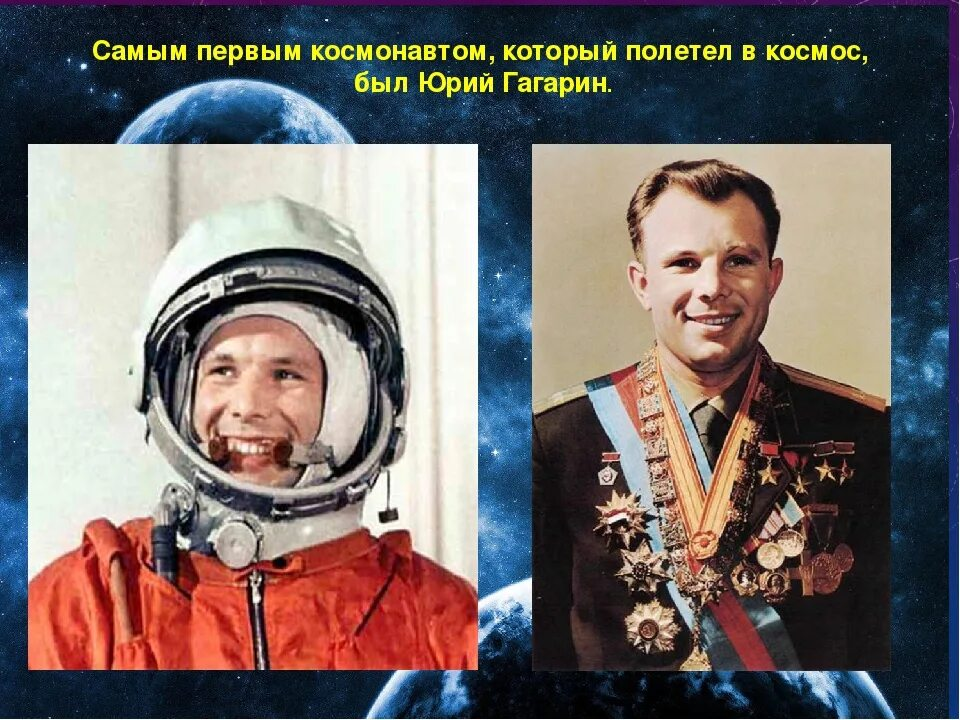 Самым первым космонавтом, который полетел в космос,
был Юрий Гагарин.